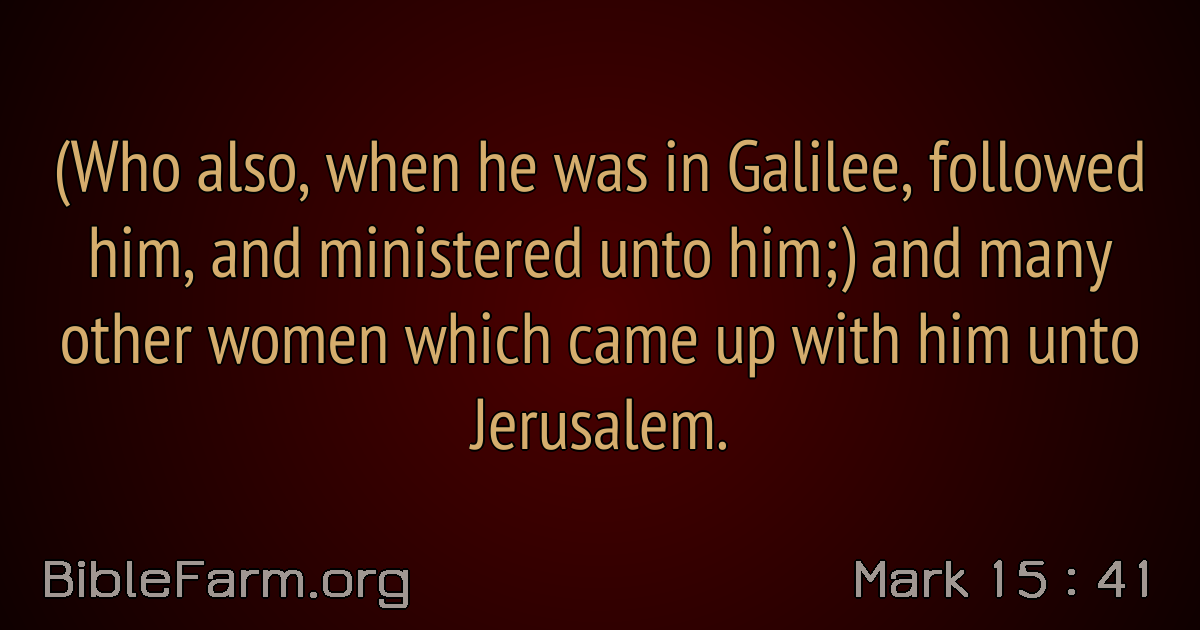 (Who also, when he was in Galilee, followed
him, and ministered unto him;) and many
other women which came up with him unto
Jerusalem.
BibleFarm.org
Mark 15 : 41